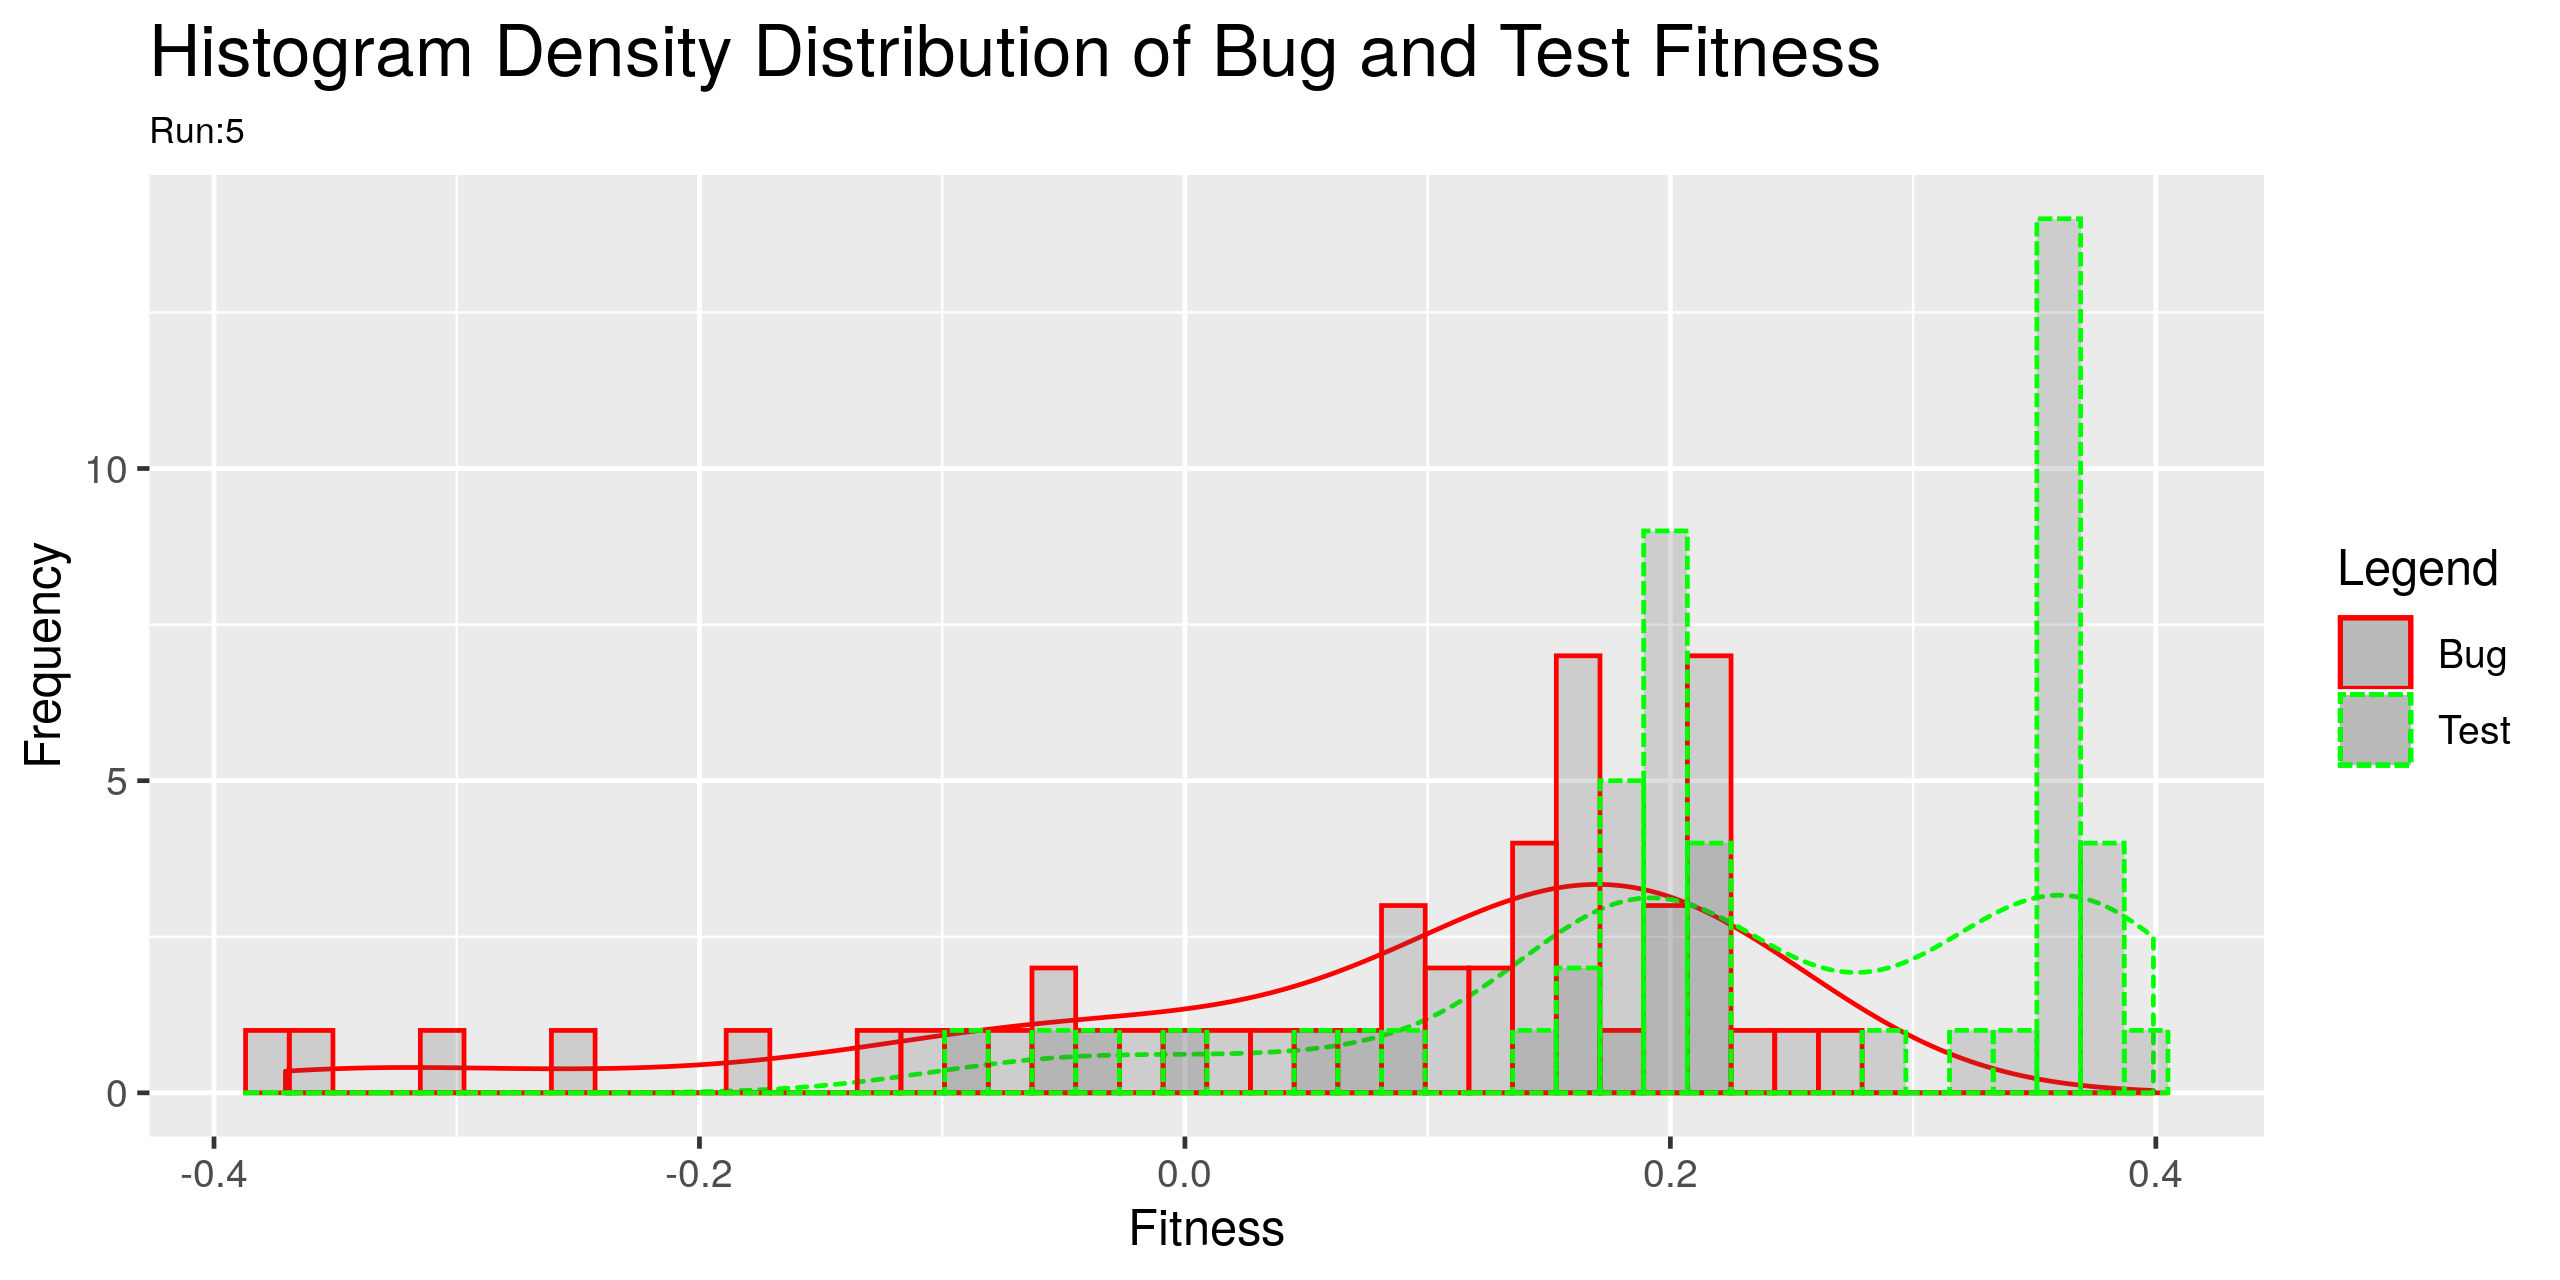 Histogram Density Distribution of Bug and Test Fitness
Run:5
Frequency
10
5
0
-0.4
-0.2
0.0
0.2
0.4
Fitness
Legend
Bug
Test